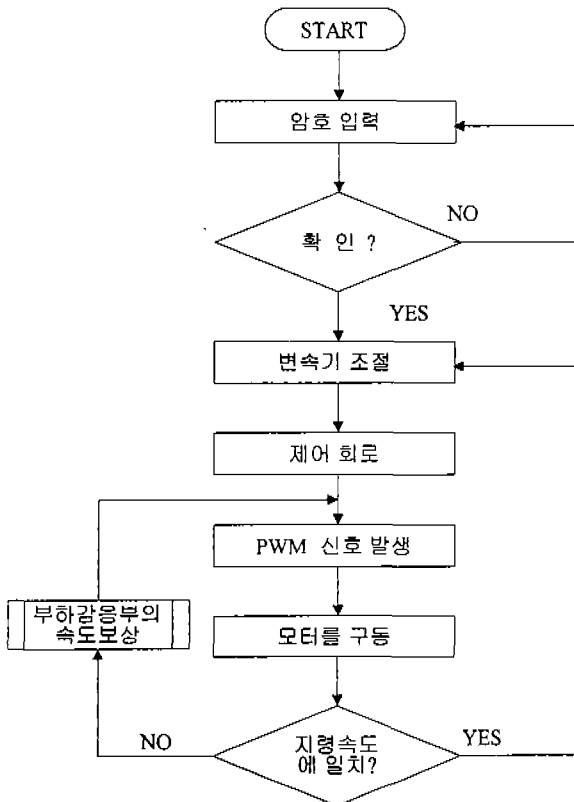 START
암호 입력
확 인 ?
NO
YES
변속기 조절
제어 회로
PWM 신호 발생
부하감응부의
속도보상
모터를 구동
NO
지령속도
에 일치?
YES